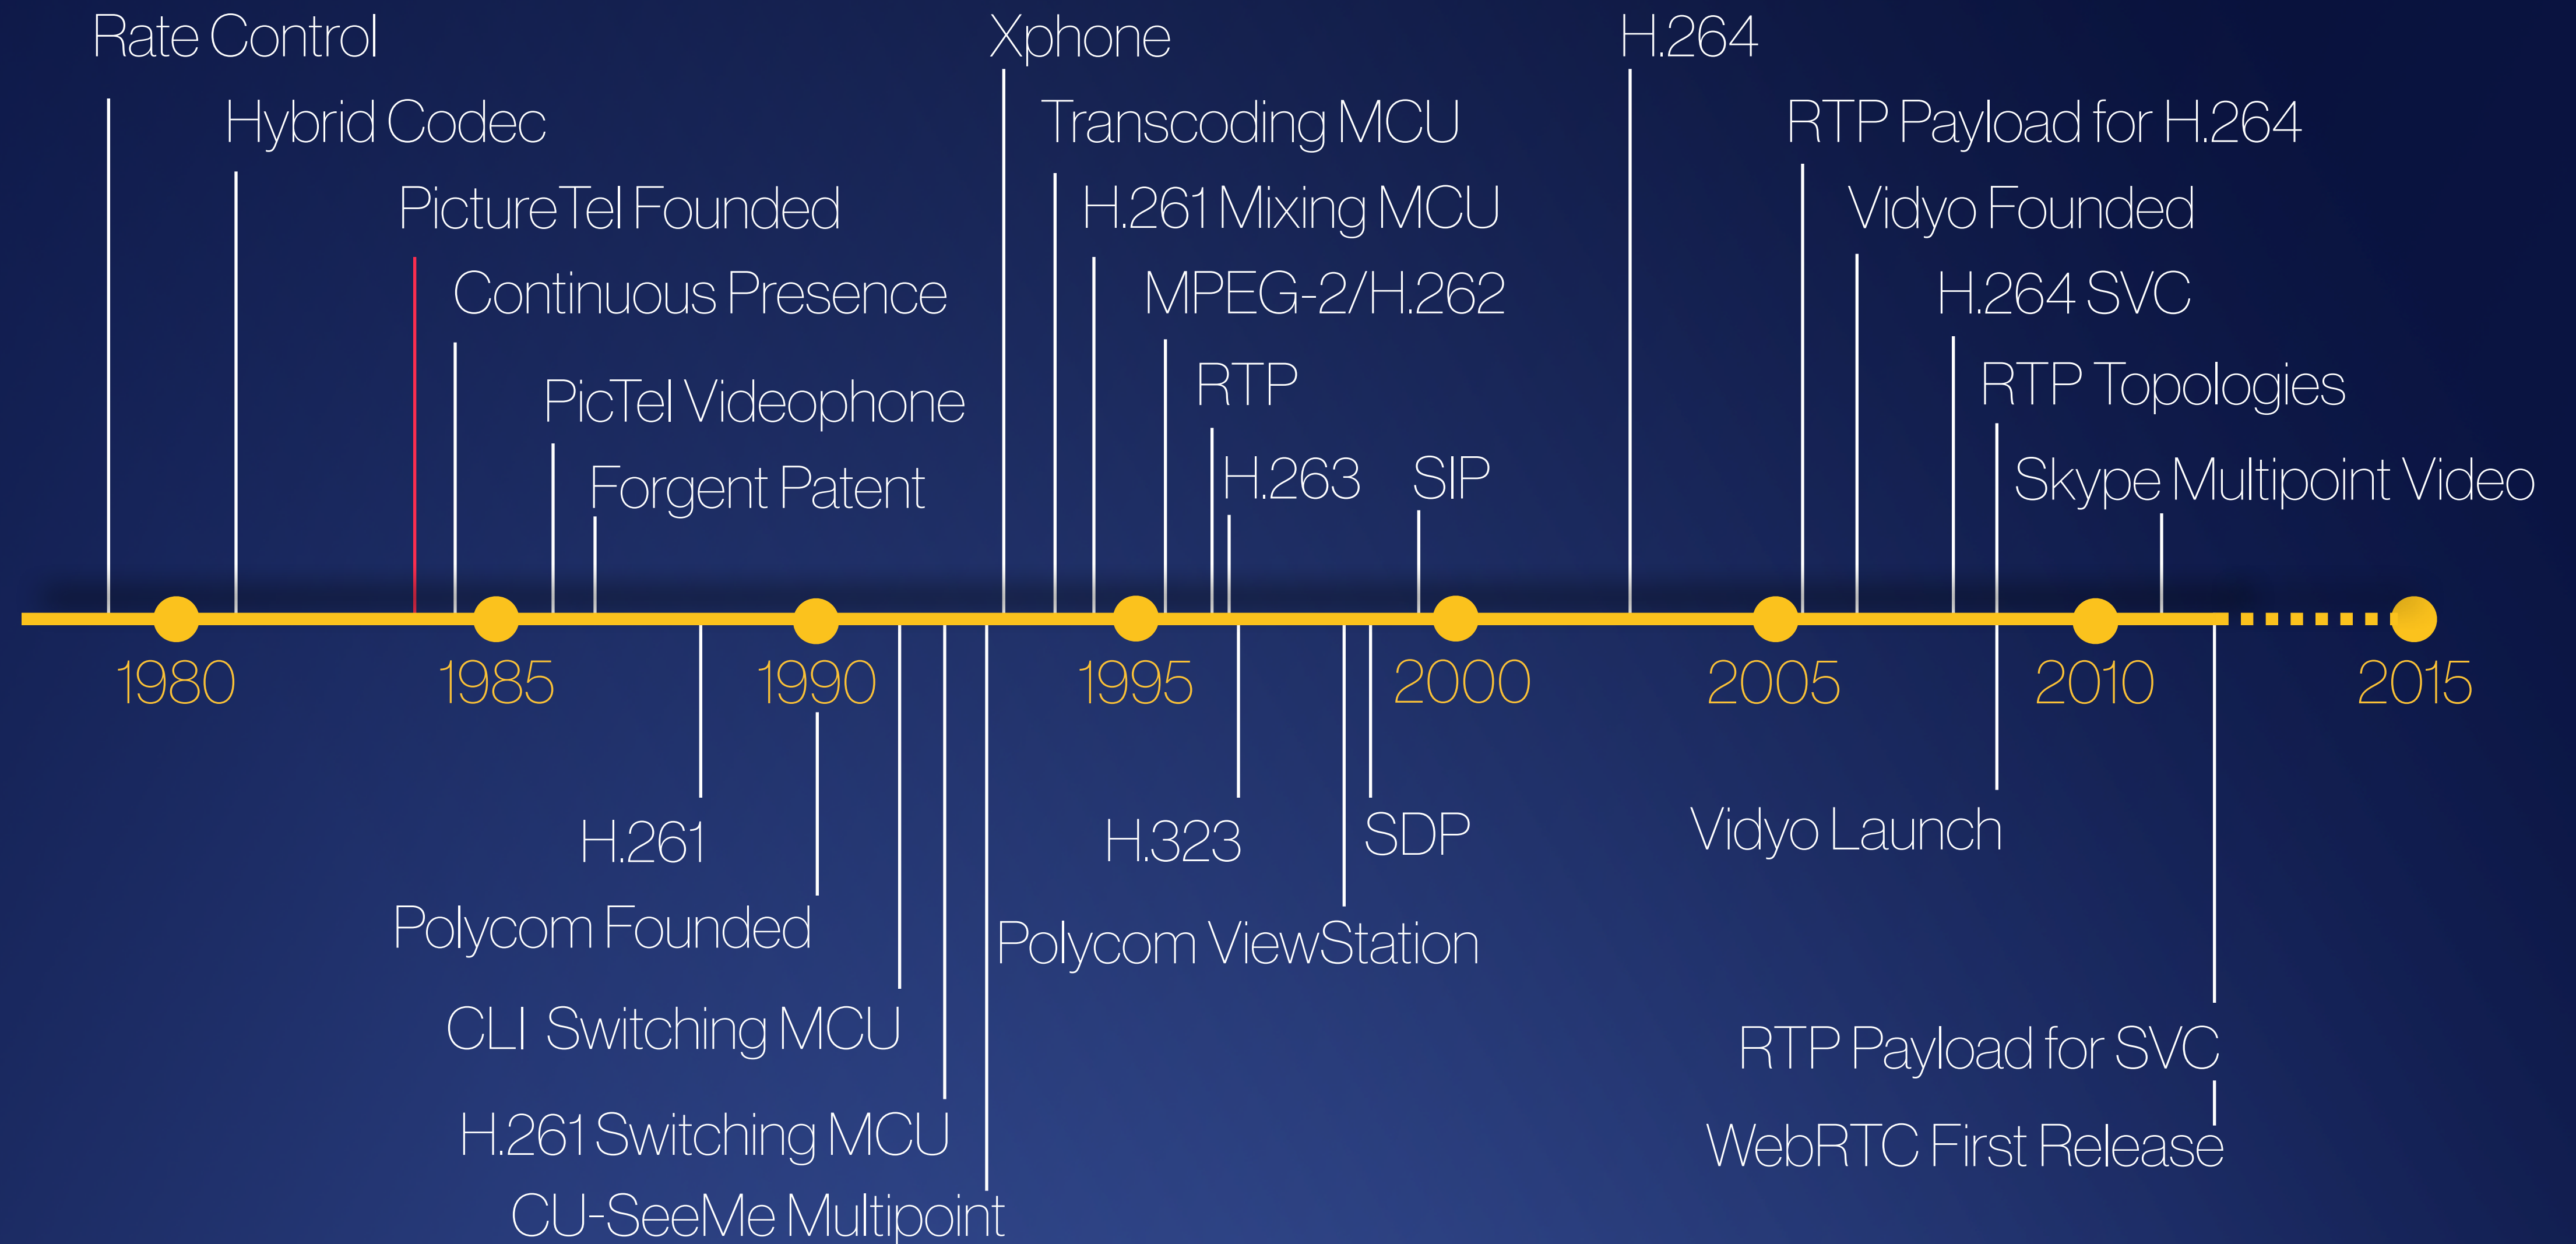 Rate Control
Xphone
H.264
Hybrid Codec
Transcoding MCU
RTP Payload for H.264
PictureTel Founded
H.261 Mixing MCU
Vidyo Founded
Continuous Presence
MPEG-2/H.262
H.264 SVC
PicTel Videophone
RTP
RTP Topologies
Forgent Patent
H.263
SIP
Skype Multipoint Video
1980
1985
1990
1995
2000
2005
2010
2015
H.261
H.323
SDP
Vidyo Launch
Polycom Founded
Polycom ViewStation
CLI Switching MCU
RTP Payload for SVC
H.261 Switching MCU
WebRTC First Release
CU-SeeMe Multipoint